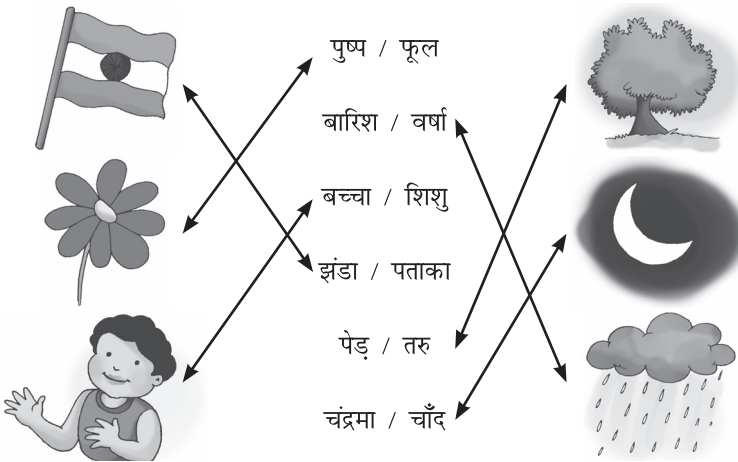 पुष्प / फूल
बारिश / वर्षा
बच्चा / शिशु
झंडा / पताका
पेड़ / तरु
चंद्रमा / चाँद